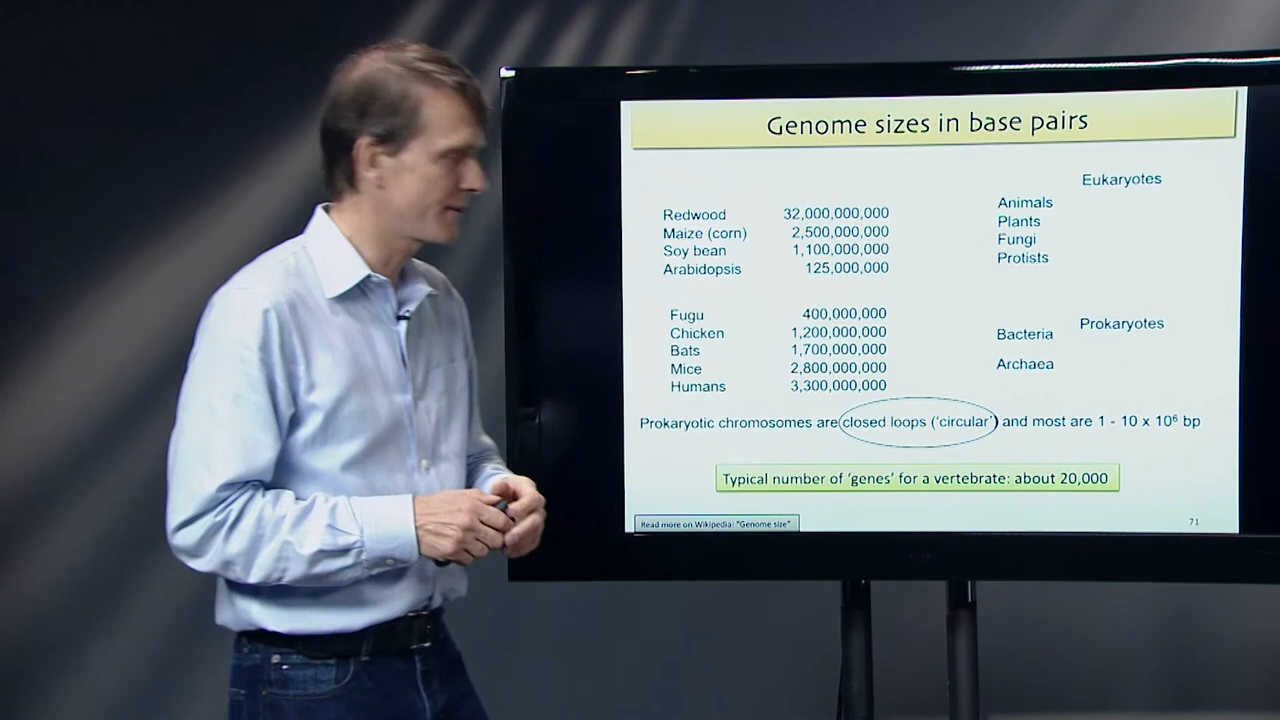 Genome sizes in base pairs
Eukaryotes
Redwood 32,000,000,000 Animals
Maize (corn) 2,500,000,000 Plants
Soy bean 1,100,000,000 Fungi
Arabidopsis 125,000,000 Protists
Fugu 400,000,000
Chicken 1,200,000,000 Bacteria Prokaryotes
Bats 1,700,000,000
Mice 2,800,000,000 Archaea
Humans 3,300,000,000
Prokaryotic chromosomes are closed loops ('circular') and most are 1 - 10 x 10⁶ bp
Typical number of 'genes' for a vertebrate: about 20,000
Read more on Wikipedia: "Genome size" 71